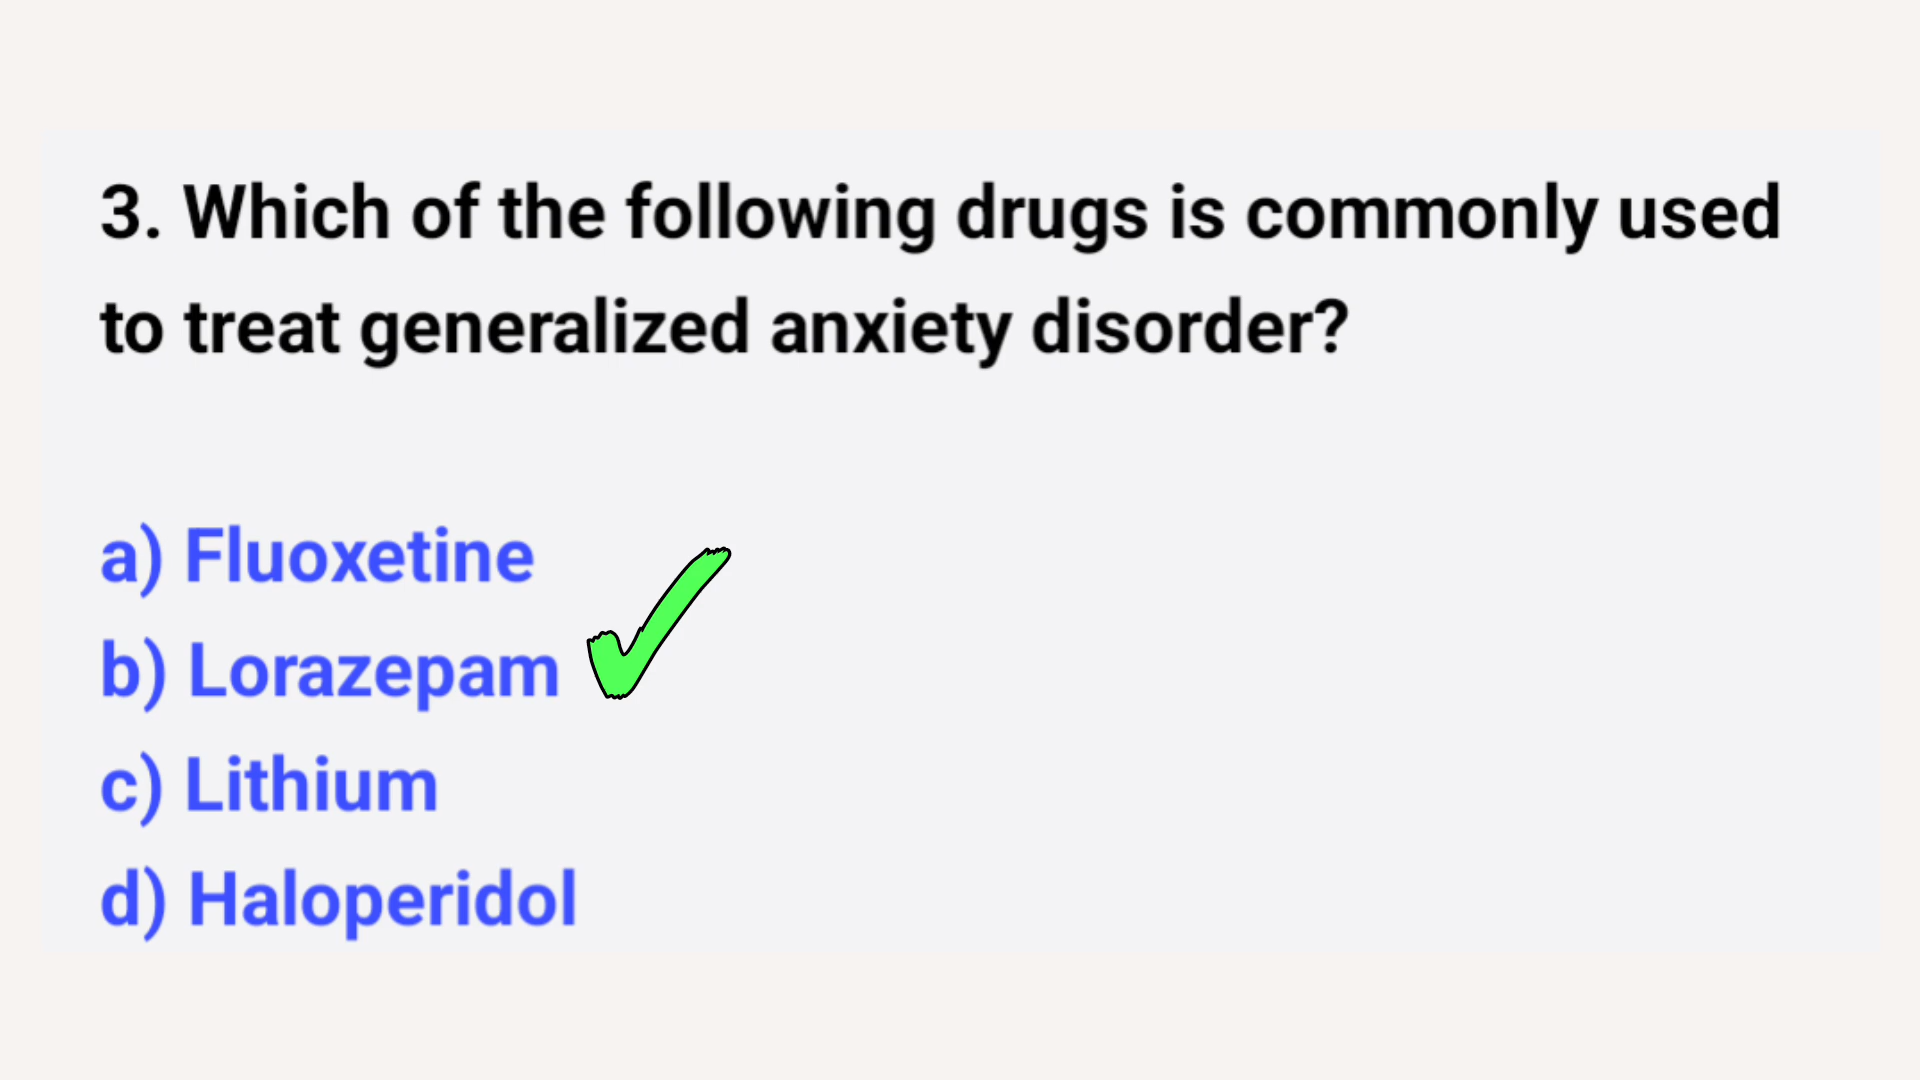 3. Which of the following drugs is commonly used
to treat generalized anxiety disorder?
a) Fluoxetine
b) Lorazepam
c) Lithium
d) Haloperidol